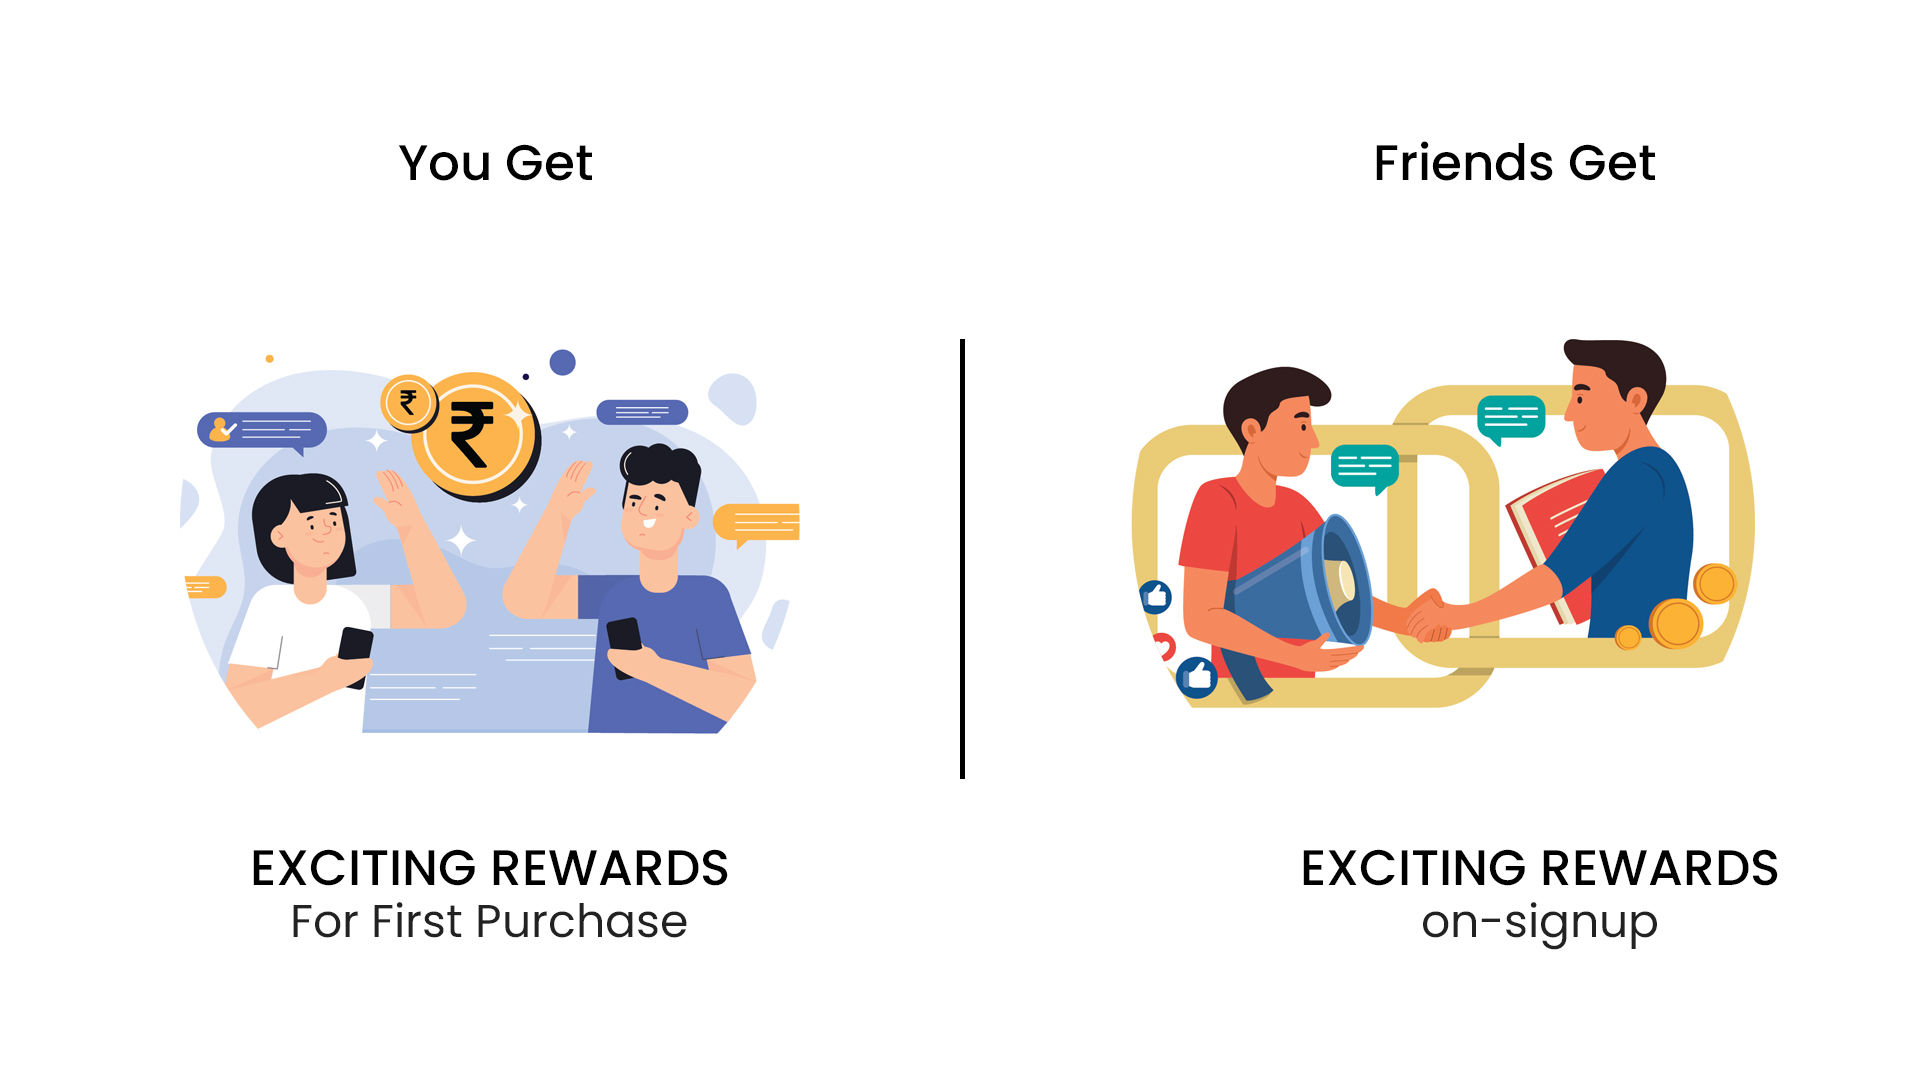 You Get
Friends Get
₹
₹
EXCITING REWARDS
For First Purchase
EXCITING REWARDS
on-signup